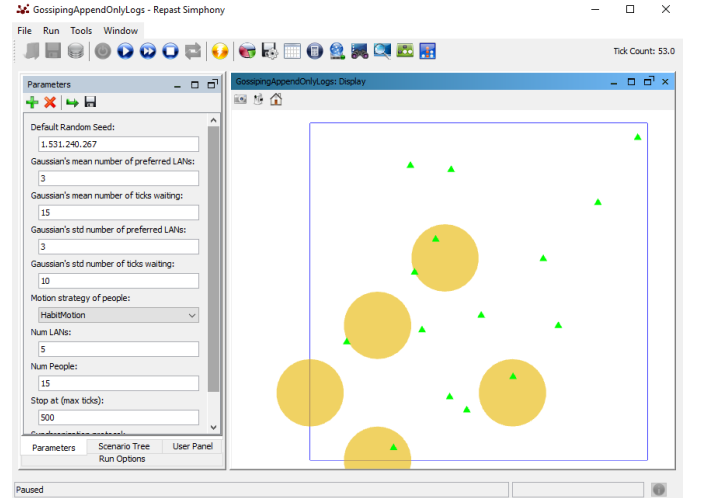 GossipingAppendOnlyLogs - Repast Simphony
File Run Tools Window
Tick Count: 53.0
Parameters
GossipingAppendOnlyLogs: Display
Default Random Seed:
1.531.240.267
Gaussian's mean number of preferred LANs:
3
Gaussian's mean number of ticks waiting:
15
Gaussian's std number of preferred LANs:
3
Gaussian's std number of ticks waiting:
10
Motion strategy of people:
HabitMotion
Num LANs:
5
Num People:
15
Stop at (max ticks):
500
Parameters Scenario Tree User Panel
Run Options
Paused